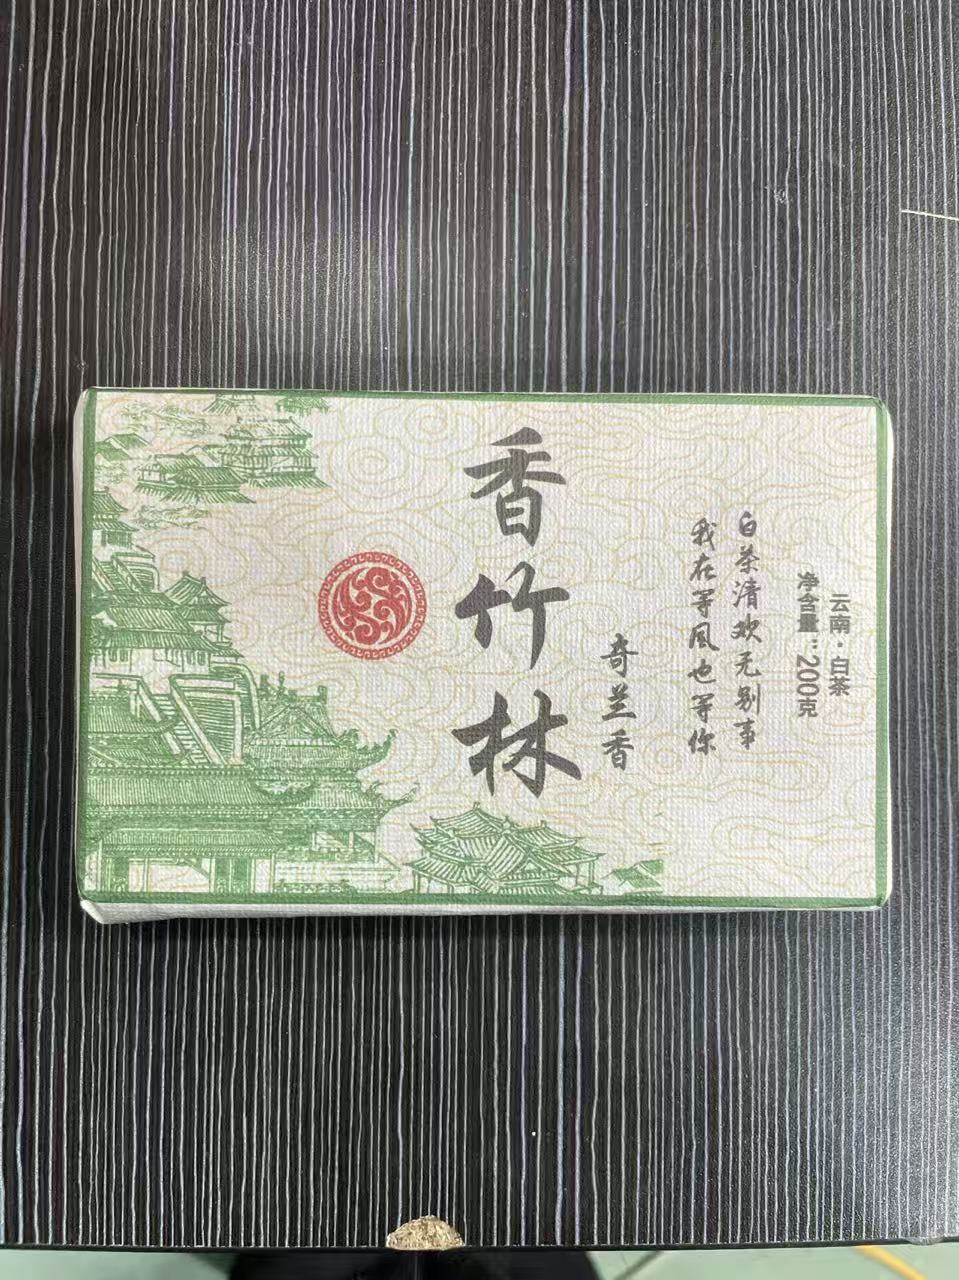 云南·白茶
净含量:200克
白茶清欢无别事
我在等风也等你
奇兰香
香竹林